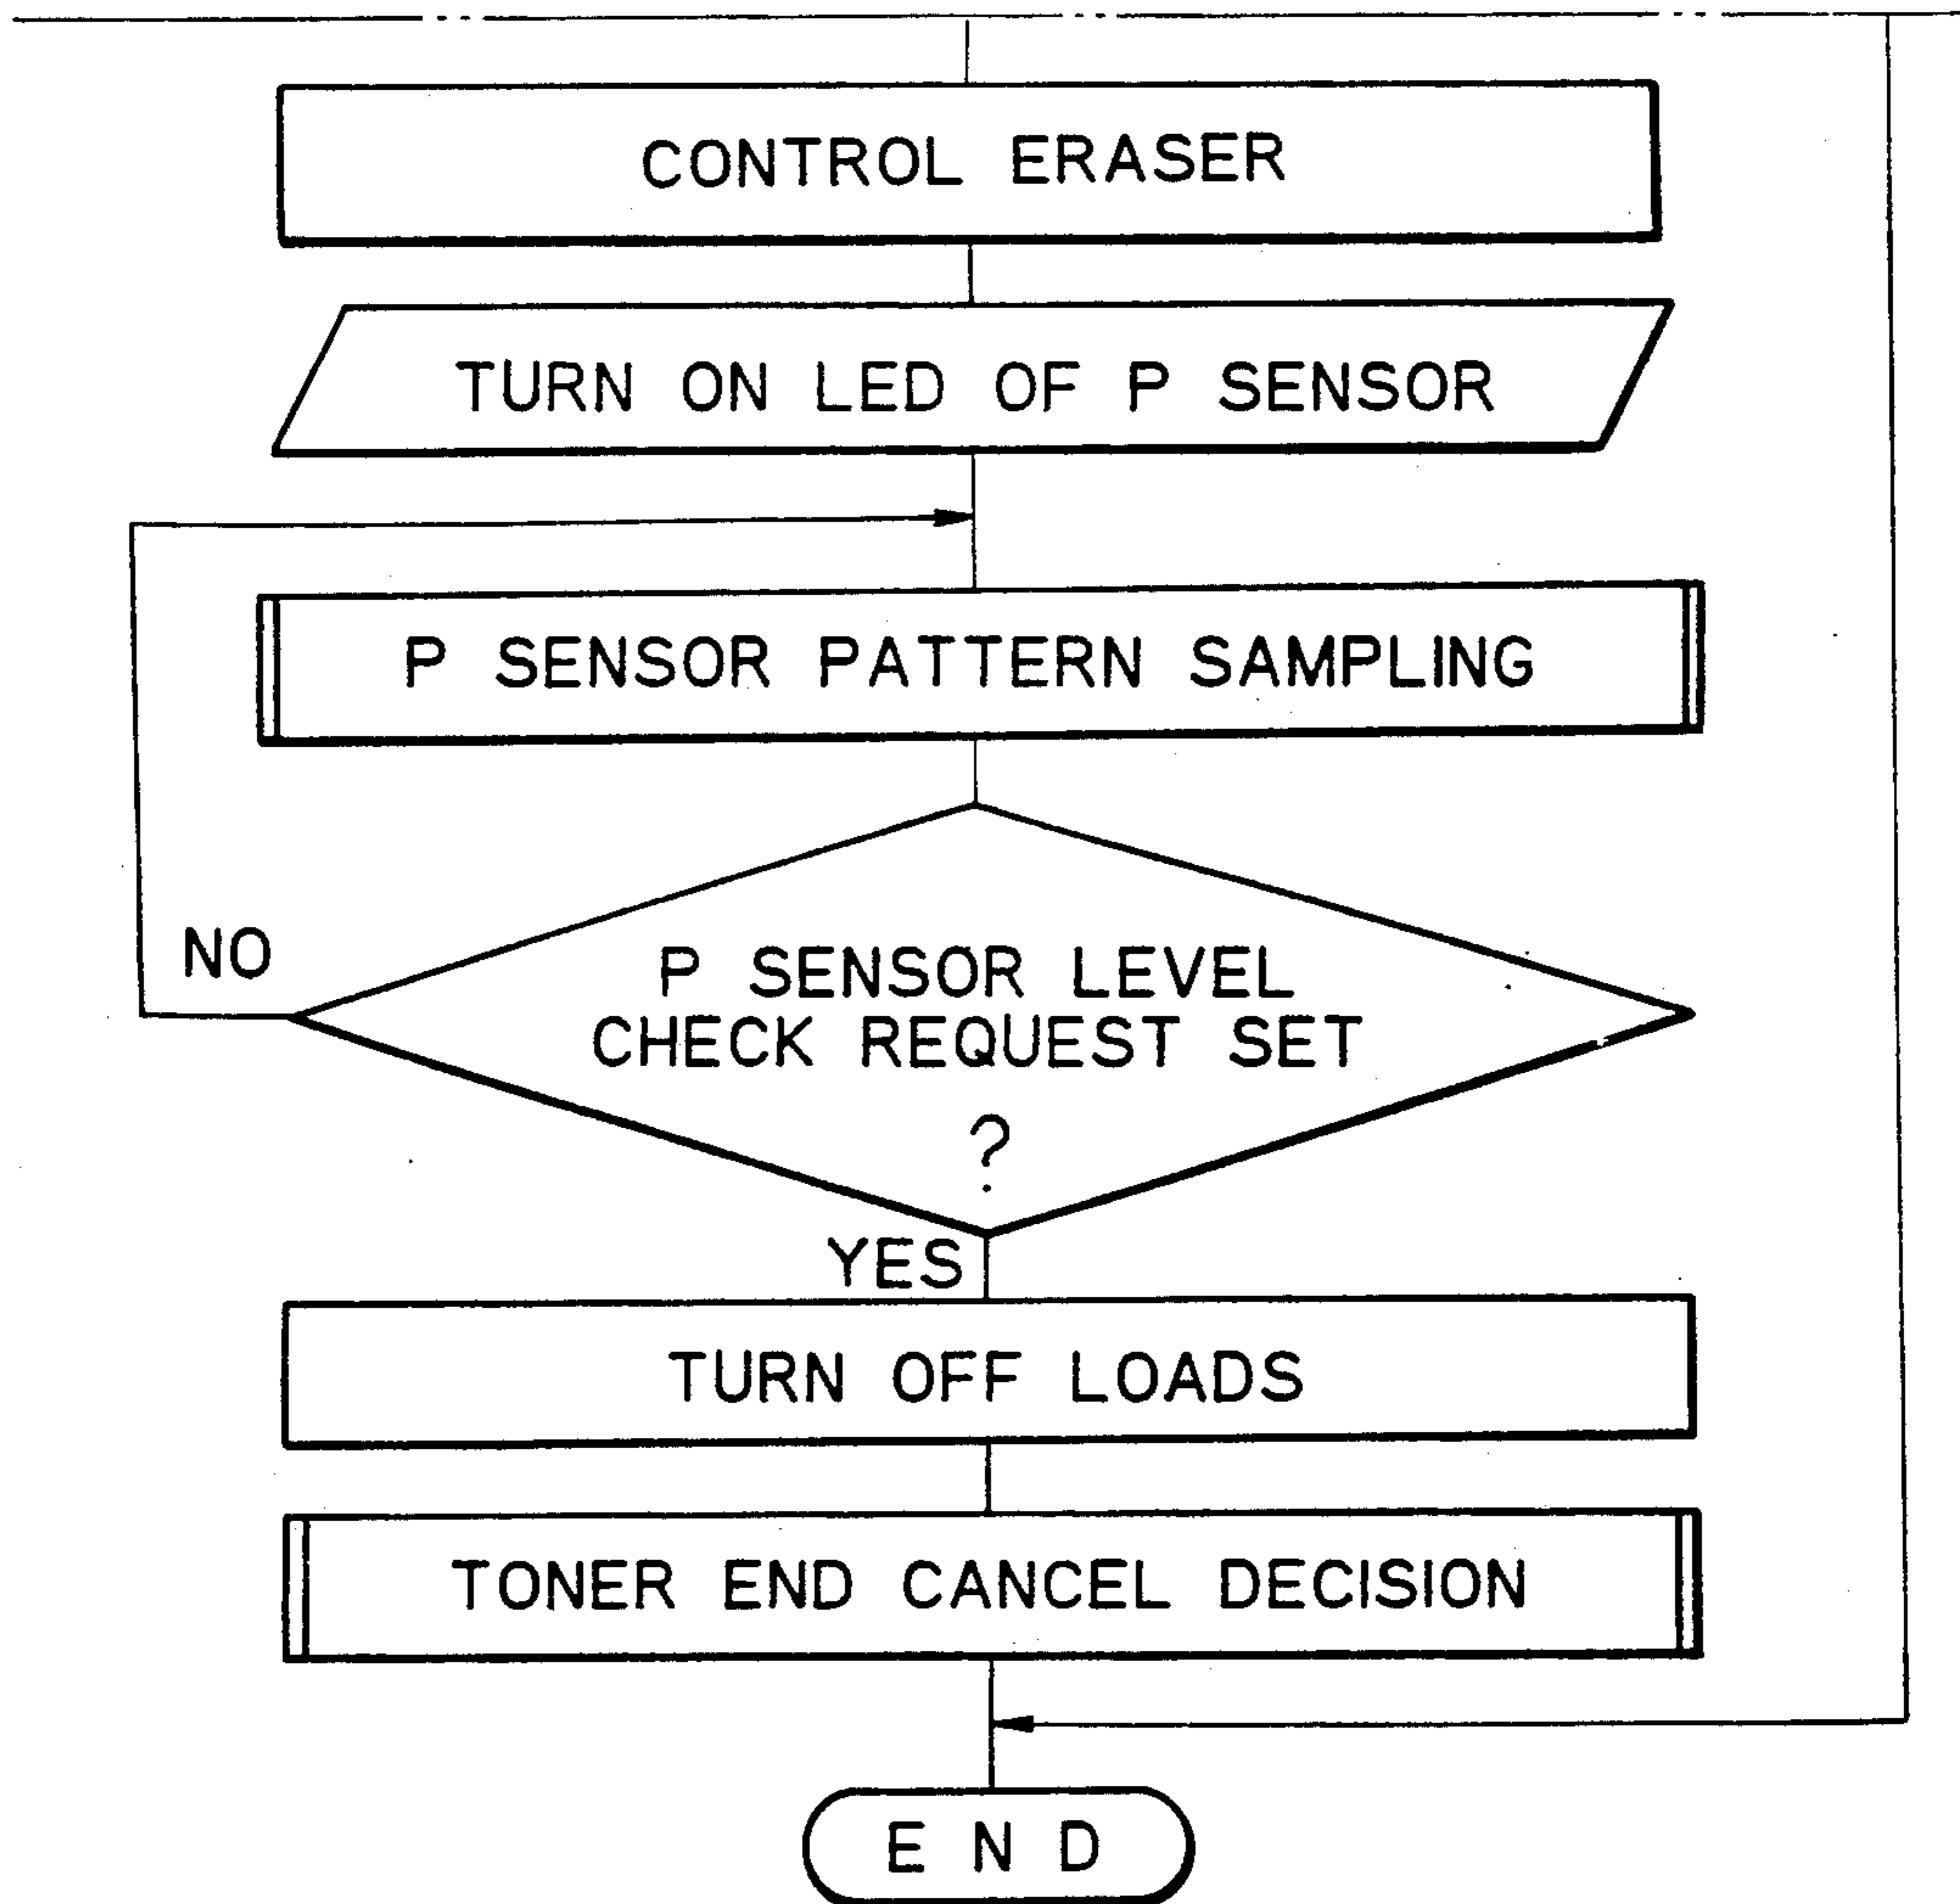 CONTROL ERASER
TURN ON LED OF P SENSOR
P SENSOR PATTERN SAMPLING
NO
P SENSOR LEVEL
CHECK REQUEST SET
?
YES
TURN OFF LOADS
TONER END CANCEL DECISION
END